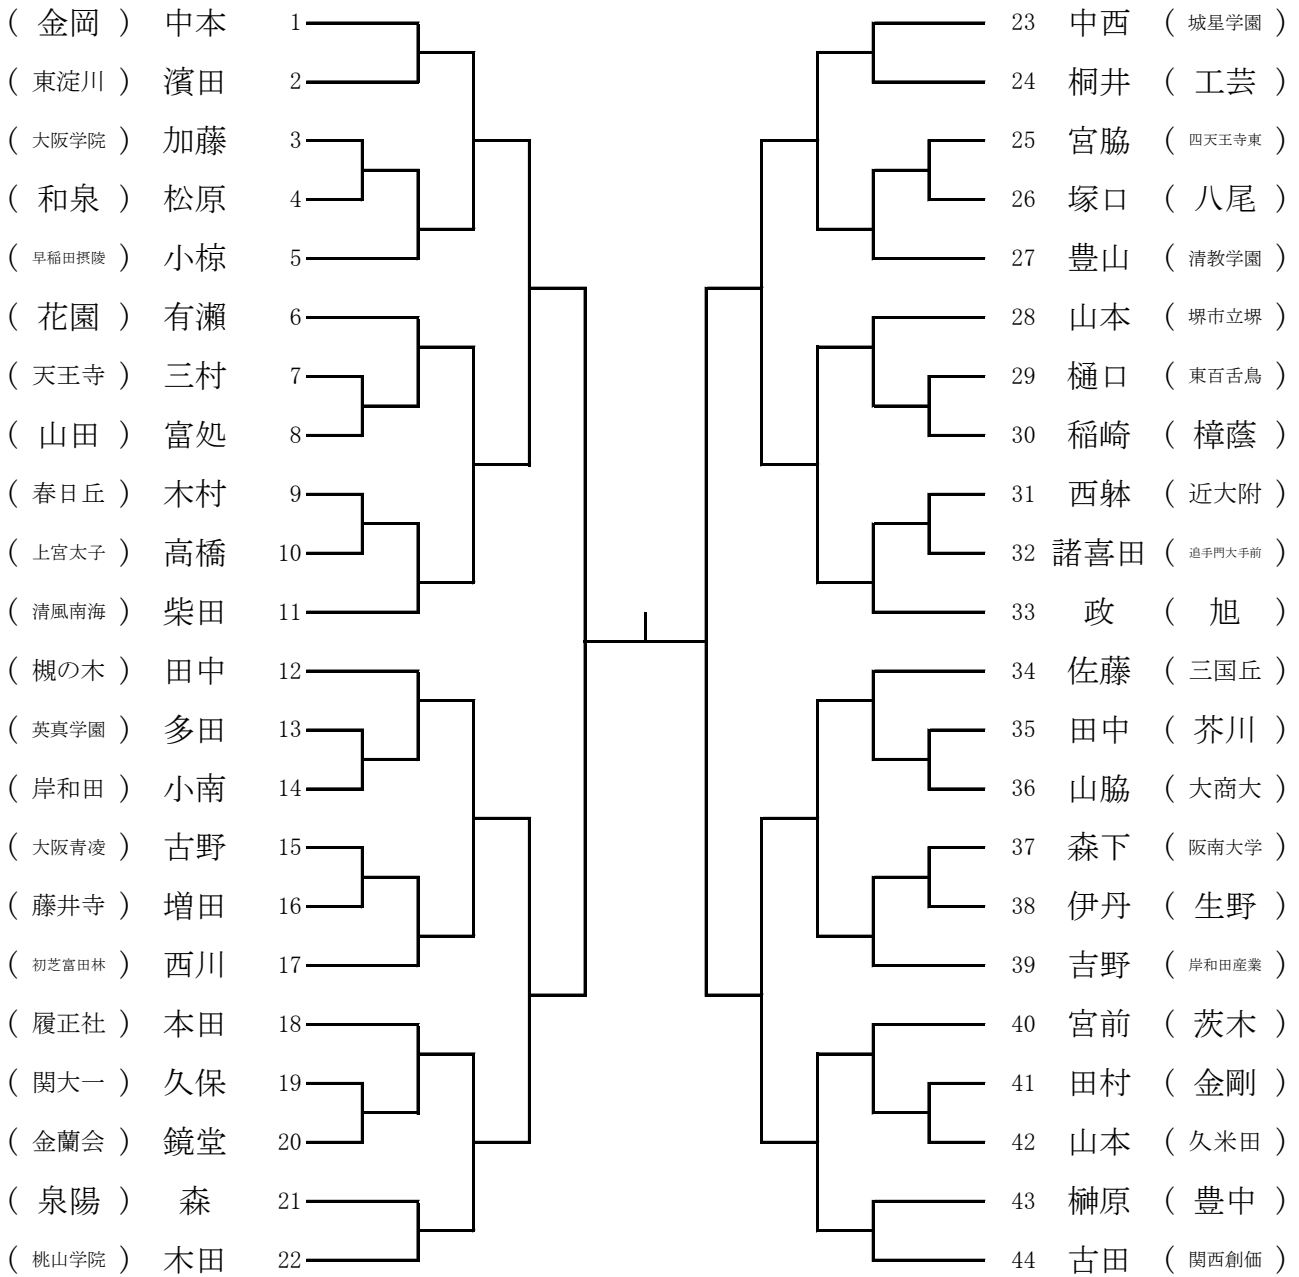 ( 金岡 ) 中本 1
( 東淀川 ) 濱田 2
( 大阪学院 ) 加藤 3
( 和泉 ) 松原 4
( 早稲田摂陵 ) 小椋 5
( 花園 ) 有瀬 6
( 天王寺 ) 三村 7
( 山田 ) 富処 8
( 春日丘 ) 木村 9
( 上宮太子 ) 高橋 10
( 清風南海 ) 柴田 11
( 槻の木 ) 田中 12
( 英真学園 ) 多田 13
( 岸和田 ) 小南 14
( 大阪青凌 ) 古野 15
( 藤井寺 ) 増田 16
( 初芝富田林 ) 西川 17
( 履正社 ) 本田 18
( 関大一 ) 久保 19
( 金蘭会 ) 鏡堂 20
( 泉陽 ) 森 21
( 桃山学院 ) 木田 22
23 中西 ( 城星学園 )
24 桐井 ( 工芸 )
25 宮脇 ( 四天王寺東 )
26 塚口 ( 八尾 )
27 豊山 ( 清教学園 )
28 山本 ( 堺市立堺 )
29 樋口 ( 東百舌鳥 )
30 稲崎 ( 樟蔭 )
31 西躰 ( 近大附 )
32 諸喜田 ( 追手門大手前 )
33 政 ( 旭 )
34 佐藤 ( 三国丘 )
35 田中 ( 芥川 )
36 山脇 ( 大商大 )
37 森下 ( 阪南大学 )
38 伊丹 ( 生野 )
39 吉野 ( 岸和田産業 )
40 宮前 ( 茨木 )
41 田村 ( 金剛 )
42 山本 ( 久米田 )
43 榊原 ( 豊中 )
44 古田 ( 関西創価 )